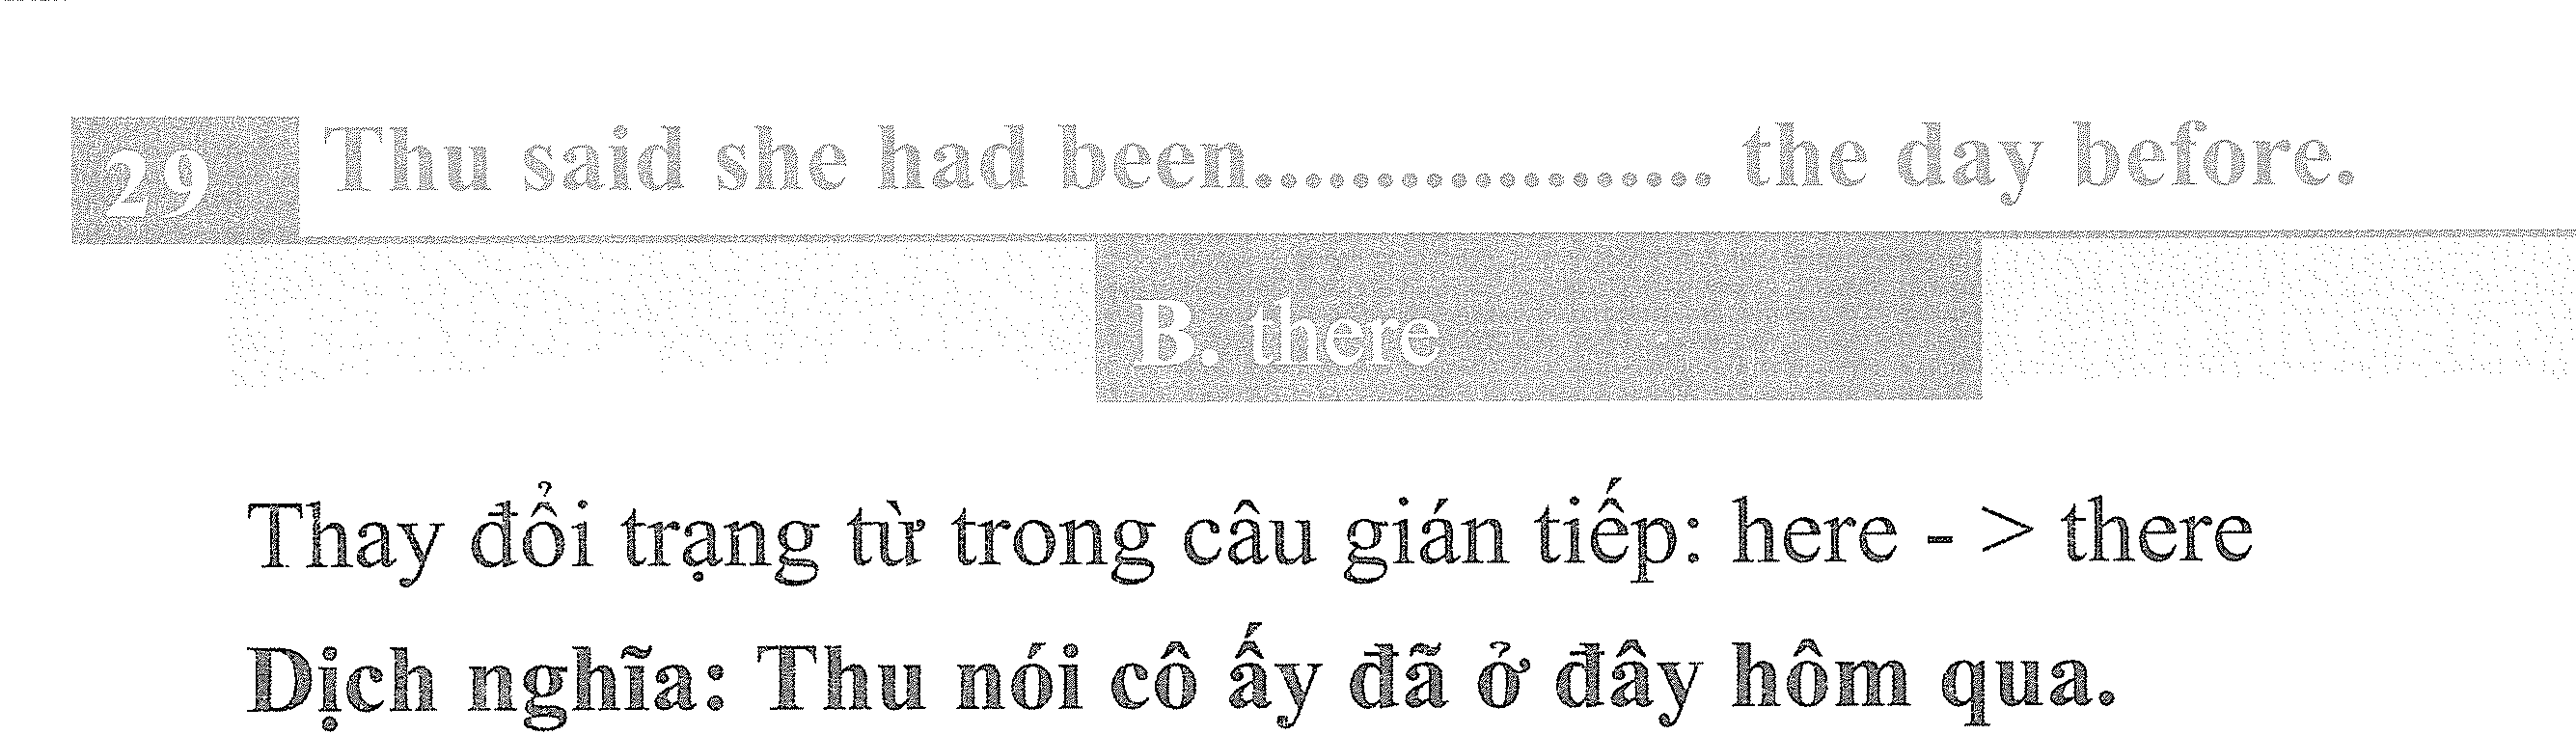 29 Thu said she had been................... the day before.
B. there
Thay đổi trạng từ trong câu gián tiếp: here - > there
Dịch nghĩa: Thu nói cô ấy đã ở đây hôm qua.